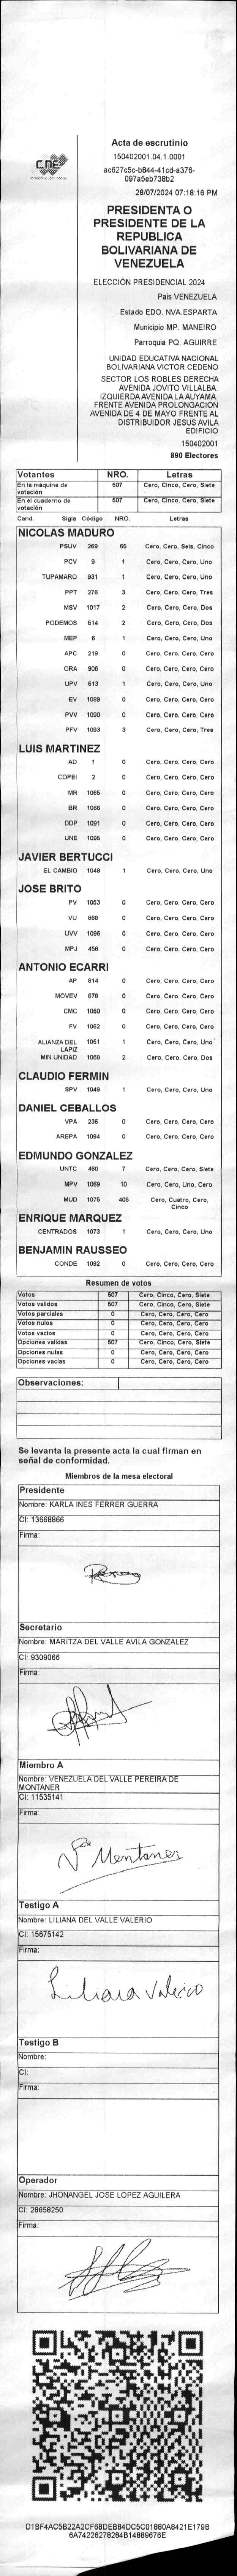 CNE
Acta de escrutinio
150402001.04.1.0001
ac627c5c-b844-41cd-a376-
097a5eb738b2
28/07/2024 07:18:16 PM
PRESIDENTA O
PRESIDENTE DE LA
REPUBLICA
BOLIVARIANA DE
VENEZUELA
ELECCIÓN PRESIDENCIAL 2024
Pais VENEZUELA
Estado EDO. NVA.ESPARTA
Municipio MP. MANEIRO
Parroquia PQ. AGUIRRE
UNIDAD EDUCATIVA NACIONAL
BOLIVARIANA VICTOR CEDENO
SECTOR LOS ROBLES DERECHA
AVENIDA JOVITO VILLALBA.
IZQUIERDA AVENIDA LA AUYAMA.
FRENTE AVENIDA PROLONGACION
AVENIDA DE 4 DE MAYO FRENTE AL
DISTRIBUIDOR JESUS AVILA
EDIFICIO
150402001
890 Electores
Votantes NRO. Letras
En la máquina de votación 507 Cero, Cinco, Cero, Siete
En el cuaderno de votación 507 Cero, Cinco, Cero, Siete
Cand. Sigla Código NRO. Letras
NICOLAS MADURO
PSUV 269 65 Cero, Cero, Seis, Cinco
PCV 9 1 Cero, Cero, Cero, Uno
TUPAMARO 931 1 Cero, Cero, Cero, Uno
PPT 276 3 Cero, Cero, Cero, Tres
MSV 1017 2 Cero, Cero, Cero, Dos
PODEMOS 514 2 Cero, Cero, Cero, Dos
MEP 6 1 Cero, Cero, Cero, Uno
APC 219 0 Cero, Cero, Cero, Cero
ORA 906 0 Cero, Cero, Cero, Cero
UPV 513 1 Cero, Cero, Cero, Uno
EV 1089 0 Cero, Cero, Cero, Cero
PVV 1090 0 Cero, Cero, Cero, Cero
PFV 1093 3 Cero, Cero, Cero, Tres
LUIS MARTINEZ
AD 1 0 Cero, Cero, Cero, Cero
COPEI 2 0 Cero, Cero, Cero, Cero
MR 1065 0 Cero, Cero, Cero, Cero
BR 1066 0 Cero, Cero, Cero, Cero
DDP 1091 0 Cero, Cero, Cero, Cero
UNE 1095 0 Cero, Cero, Cero, Cero
JAVIER BERTUCCI
EL CAMBIO 1048 1 Cero, Cero, Cero, Uno
JOSE BRITO
PV 1053 0 Cero, Cero, Cero, Cero
VU 868 0 Cero, Cero, Cero, Cero
UVV 1096 0 Cero, Cero, Cero, Cero
MPJ 458 0 Cero, Cero, Cero, Cero
ANTONIO ECARRI
AP 814 0 Cero, Cero, Cero, Cero
MOVEV 878 0 Cero, Cero, Cero, Cero
CMC 1050 0 Cero, Cero, Cero, Cero
FV 1062 0 Cero, Cero, Cero, Cero
ALIANZA DEL LAPIZ 1051 1 Cero, Cero, Cero, Uno
MIN UNIDAD 1068 2 Cero, Cero, Cero, Dos
CLAUDIO FERMIN
SPV 1049 1 Cero, Cero, Cero, Uno
DANIEL CEBALLOS
VPA 236 0 Cero, Cero, Cero, Cero
AREPA 1094 0 Cero, Cero, Cero, Cero
EDMUNDO GONZALEZ
UNTC 460 7 Cero, Cero, Cero, Siete
MPV 1069 10 Cero, Cero, Uno, Cero
MUD 1075 405 Cero, Cuatro, Cero,
Cinco
ENRIQUE MARQUEZ
CENTRADOS 1073 1 Cero, Cero, Cero, Uno
BENJAMIN RAUSSEO
CONDE 1092 0 Cero, Cero, Cero, Cero
Resumen de votos
Votos 507 Cero, Cinco, Cero, Siete
Votos validos 507 Cero, Cinco, Cero, Siete
Votos parciales 0 Cero, Cero, Cero, Cero
Votos nulos 0 Cero, Cero, Cero, Cero
Votos vacíos 0 Cero, Cero, Cero, Cero
Opciones validas 507 Cero, Cinco, Cero, Siete
Opciones nulas 0 Cero, Cero, Cero, Cero
Opciones vacias 0 Cero, Cero, Cero, Cero
Observaciones:
Se levanta la presente acta la cual firman en
señal de conformidad.
Miembros de la mesa electoral
Presidente
Nombre: KARLA INES FERRER GUERRA
CI: 13668866
Firma:
Secretario
Nombre: MARITZA DEL VALLE AVILA GONZALEZ
CI: 9309066
Firma:
Miembro A
Nombre: VENEZUELA DEL VALLE PEREIRA DE
MONTANER
CI: 11535141
Firma:
Montaner
Testigo A
Nombre: LILIANA DEL VALLE VALERIO
CI: 15675142
Firma:
Liliana Valerio
Testigo B
Nombre:
CI:
Firma:
Operador
Nombre: JHONANGEL JOSE LOPEZ AGUILERA
CI: 28658250
Firma:
D1BF4AC5B22A2CF68DEB84DC5C01880A8421E179B
6A74226278284B14889676E